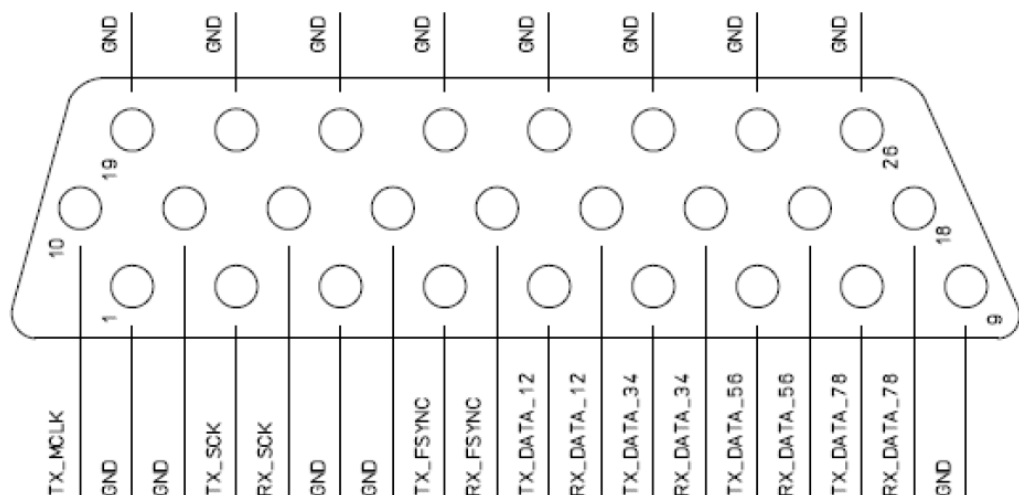 GND
GND
GND
GND
GND
GND
GND
GND
19
26
10
18
1
9
TX_MCLK
GND
GND
TX_SCK
RX_SCK
GND
GND
TX_FSYNC
RX_FSYNC
TX_DATA_12
RX_DATA_12
TX_DATA_34
RX_DATA_34
TX_DATA_56
RX_DATA_56
TX_DATA_78
RX_DATA_78
GND